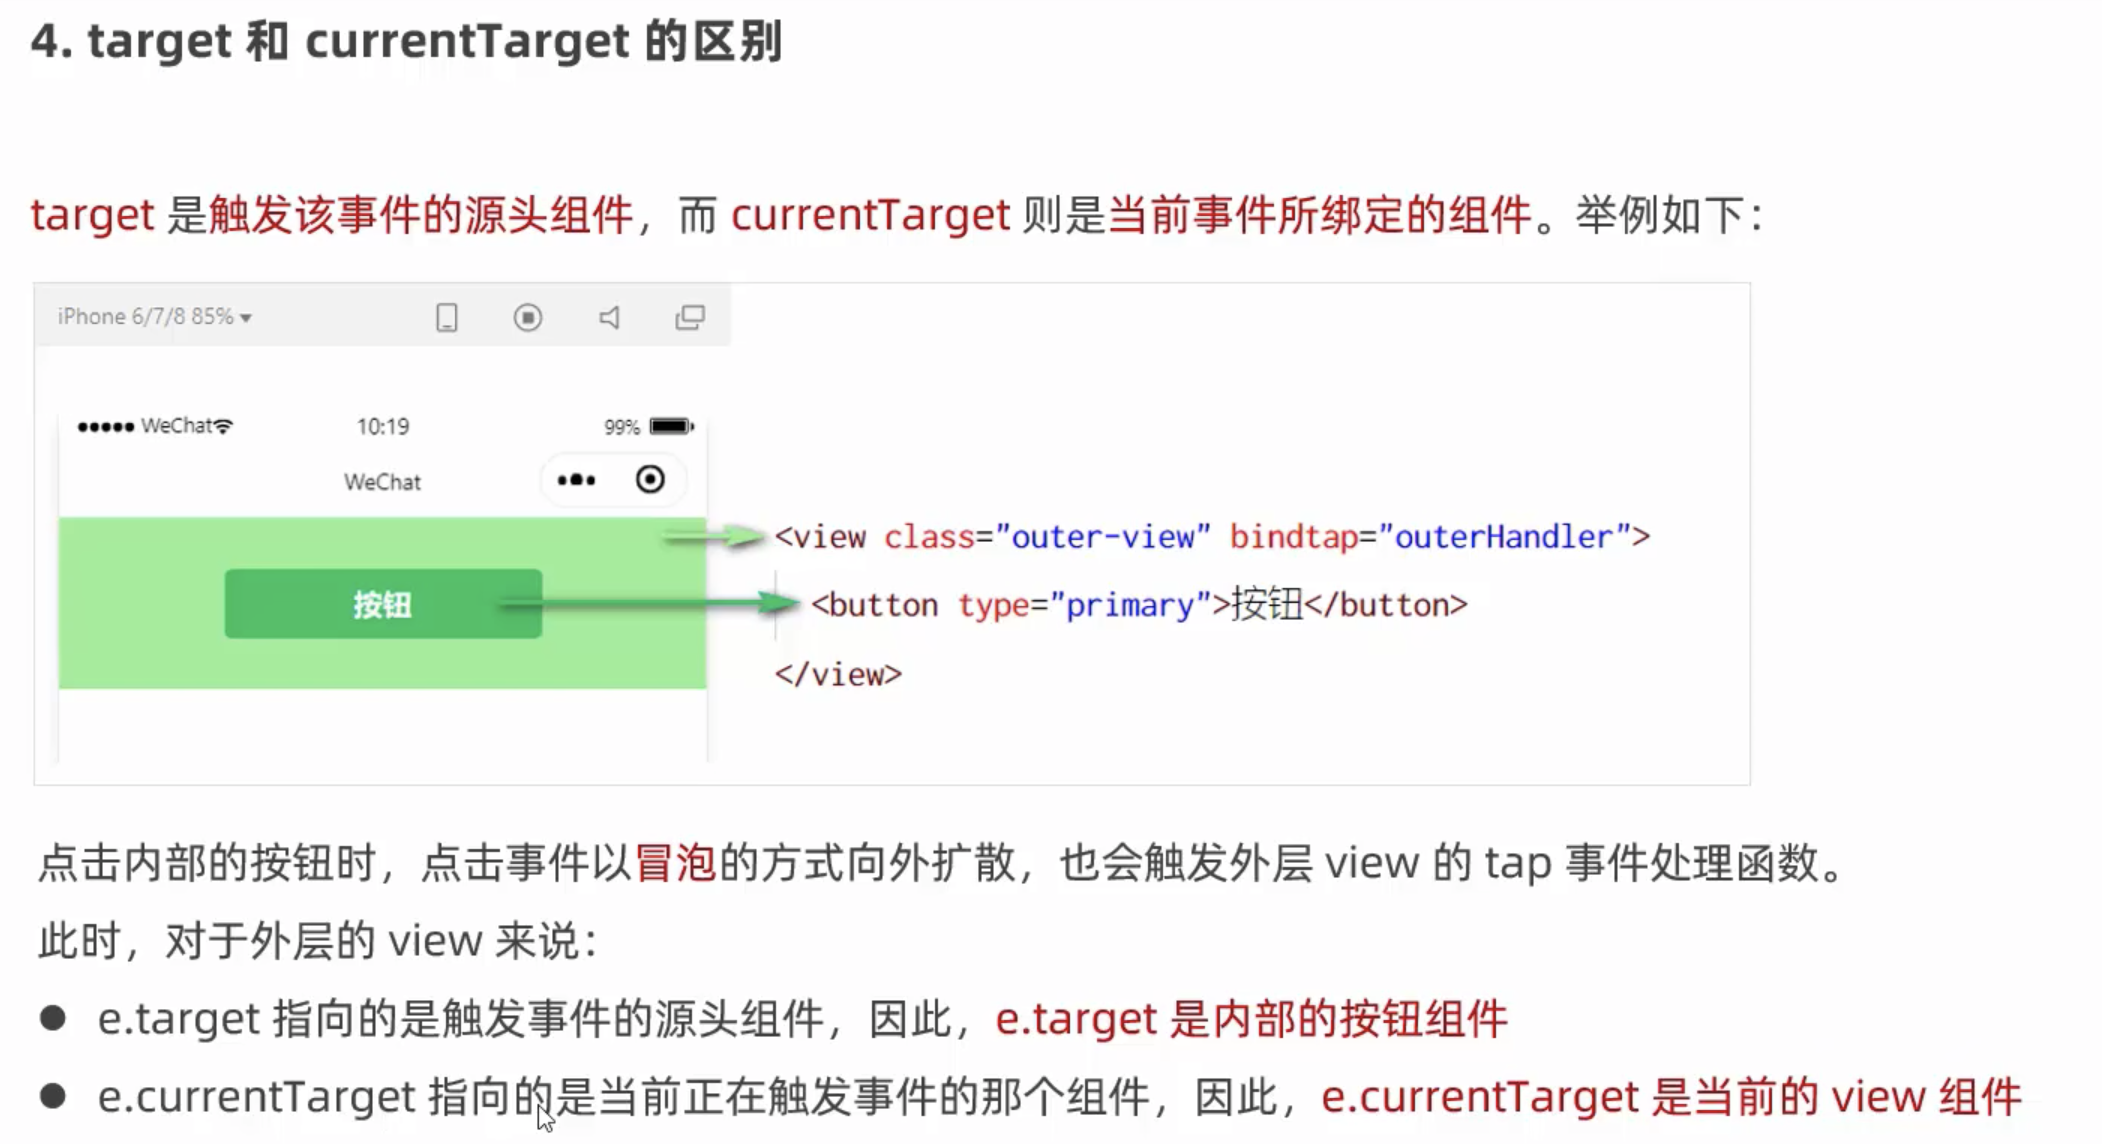 4. target 和 currentTarget 的区别
target 是触发该事件的源头组件，而 currentTarget 则是当前事件所绑定的组件。举例如下：
iPhone 6/7/8 85%
WeChat 10:19 99%
WeChat
<view class="outer-view" bindtap="outerHandler">
按钮 <button type="primary">按钮</button>
</view>
点击内部的按钮时，点击事件以冒泡的方式向外扩散，也会触发外层 view 的 tap 事件处理函数。
此时，对于外层的 view 来说：
● e.target 指向的是触发事件的源头组件，因此，e.target 是内部的按钮组件
● e.currentTarget 指向的是当前正在触发事件的那个组件，因此，e.currentTarget 是当前的 view 组件